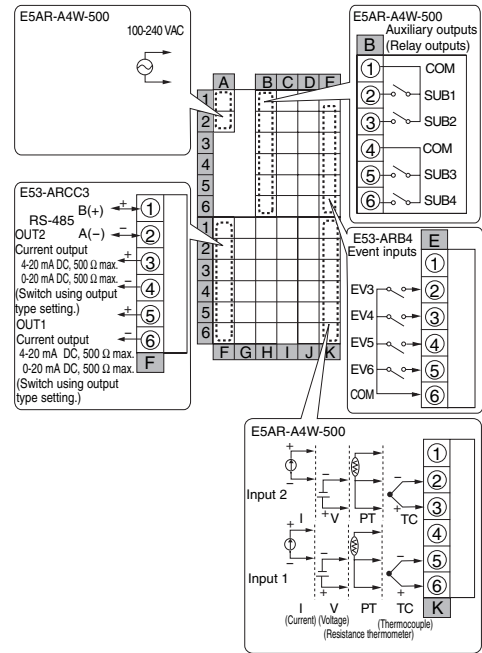 E5AR-A4W-500
100-240 VAC
E5AR-A4W-500
Auxiliary outputs
(Relay outputs)
B
1 COM
2 SUB1
3 SUB2
4 COM
5 SUB3
6 SUB4
A B C D E
1
2
3
4
5
6
1
2
3
4
5
6
F G H I J K
E53-ARCC3
RS-485
B(+) + 1
OUT2 A(−) − 2
Current output + 3
4-20 mA DC, 500 Ω max.
0-20 mA DC, 500 Ω max. − 4
(Switch using output
type setting.) + 5
OUT1
Current output − 6
4-20 mA DC, 500 Ω max.
0-20 mA DC, 500 Ω max. F
(Switch using output
type setting.)
E53-ARB4 E
Event inputs
1
EV3 2
EV4 3
EV5 4
EV6 5
COM 6
E5AR-A4W-500
1
2
3
4
5
6
K
+ − − 
Input 2
− + +
I V PT TC
+ − −
Input 1
− + +
I V PT TC
(Current) (Voltage) (Thermocouple)
(Resistance thermometer)